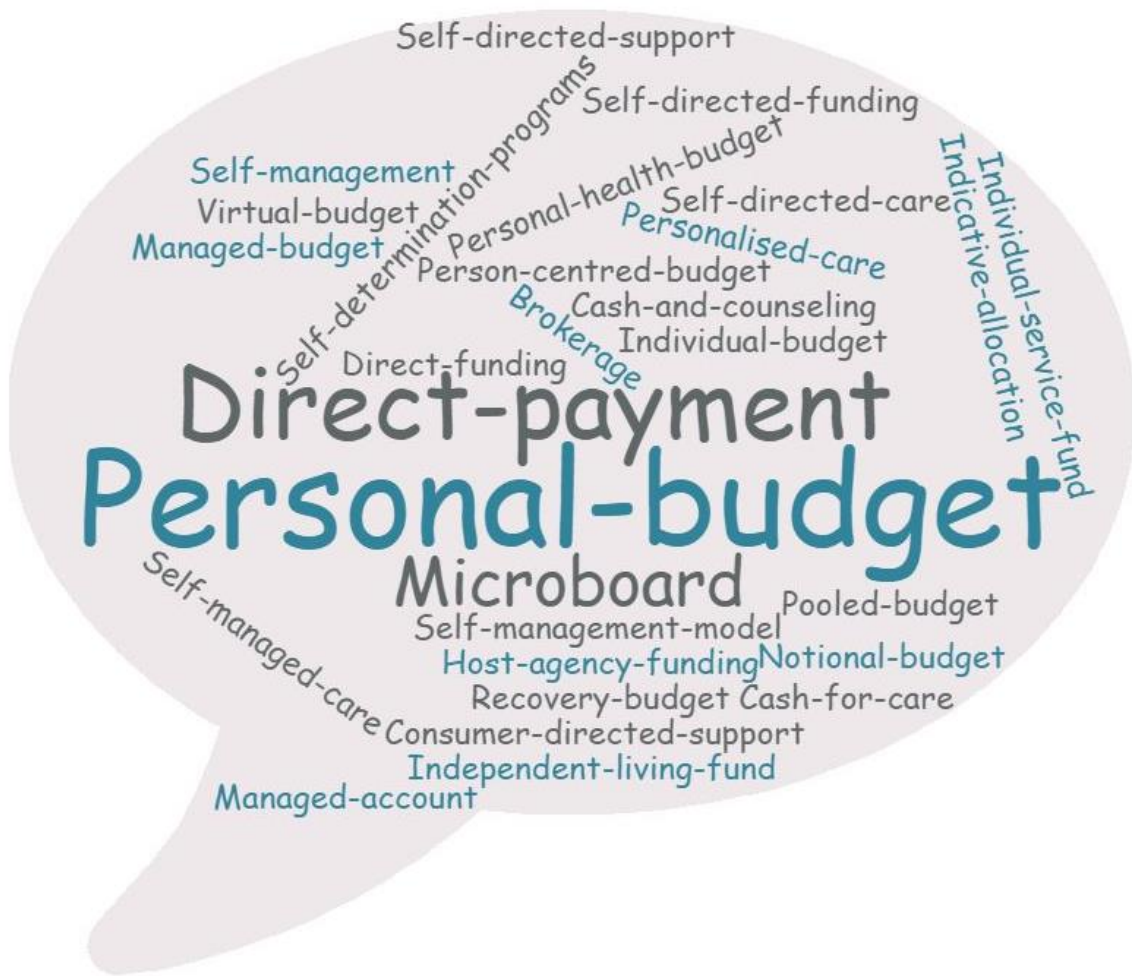 Self-directed-support
Self-determination-programs
Self-directed-funding
Personal-health-budget
Self-management
Virtual-budget
Managed-budget
Self-directed-care
Personalised-care
Indicative-allocation
Individual-service-fund
Person-centred-budget
Brokerage
Cash-and-counseling
Individual-budget
Direct-funding
Direct-payment
Personal-budget
Microboard
Self-managed-care
Pooled-budget
Self-management-model
Host-agency-funding
Notional-budget
Recovery-budget
Cash-for-care
Consumer-directed-support
Independent-living-fund
Managed-account